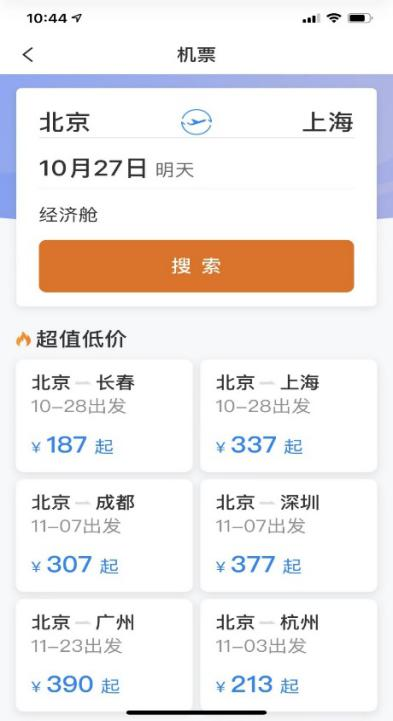 10:44
机票
北京 上海
10月27日 明天
经济舱
搜索
超值低价
北京 — 长春 北京 — 上海
10-28出发 10-28出发
¥ 187 起 ¥ 337 起
北京 — 成都 北京 — 深圳
11-07出发 11-07出发
¥ 307 起 ¥ 377 起
北京 — 广州 北京 — 杭州
11-23出发 11-03出发
¥ 390 起 ¥ 213 起